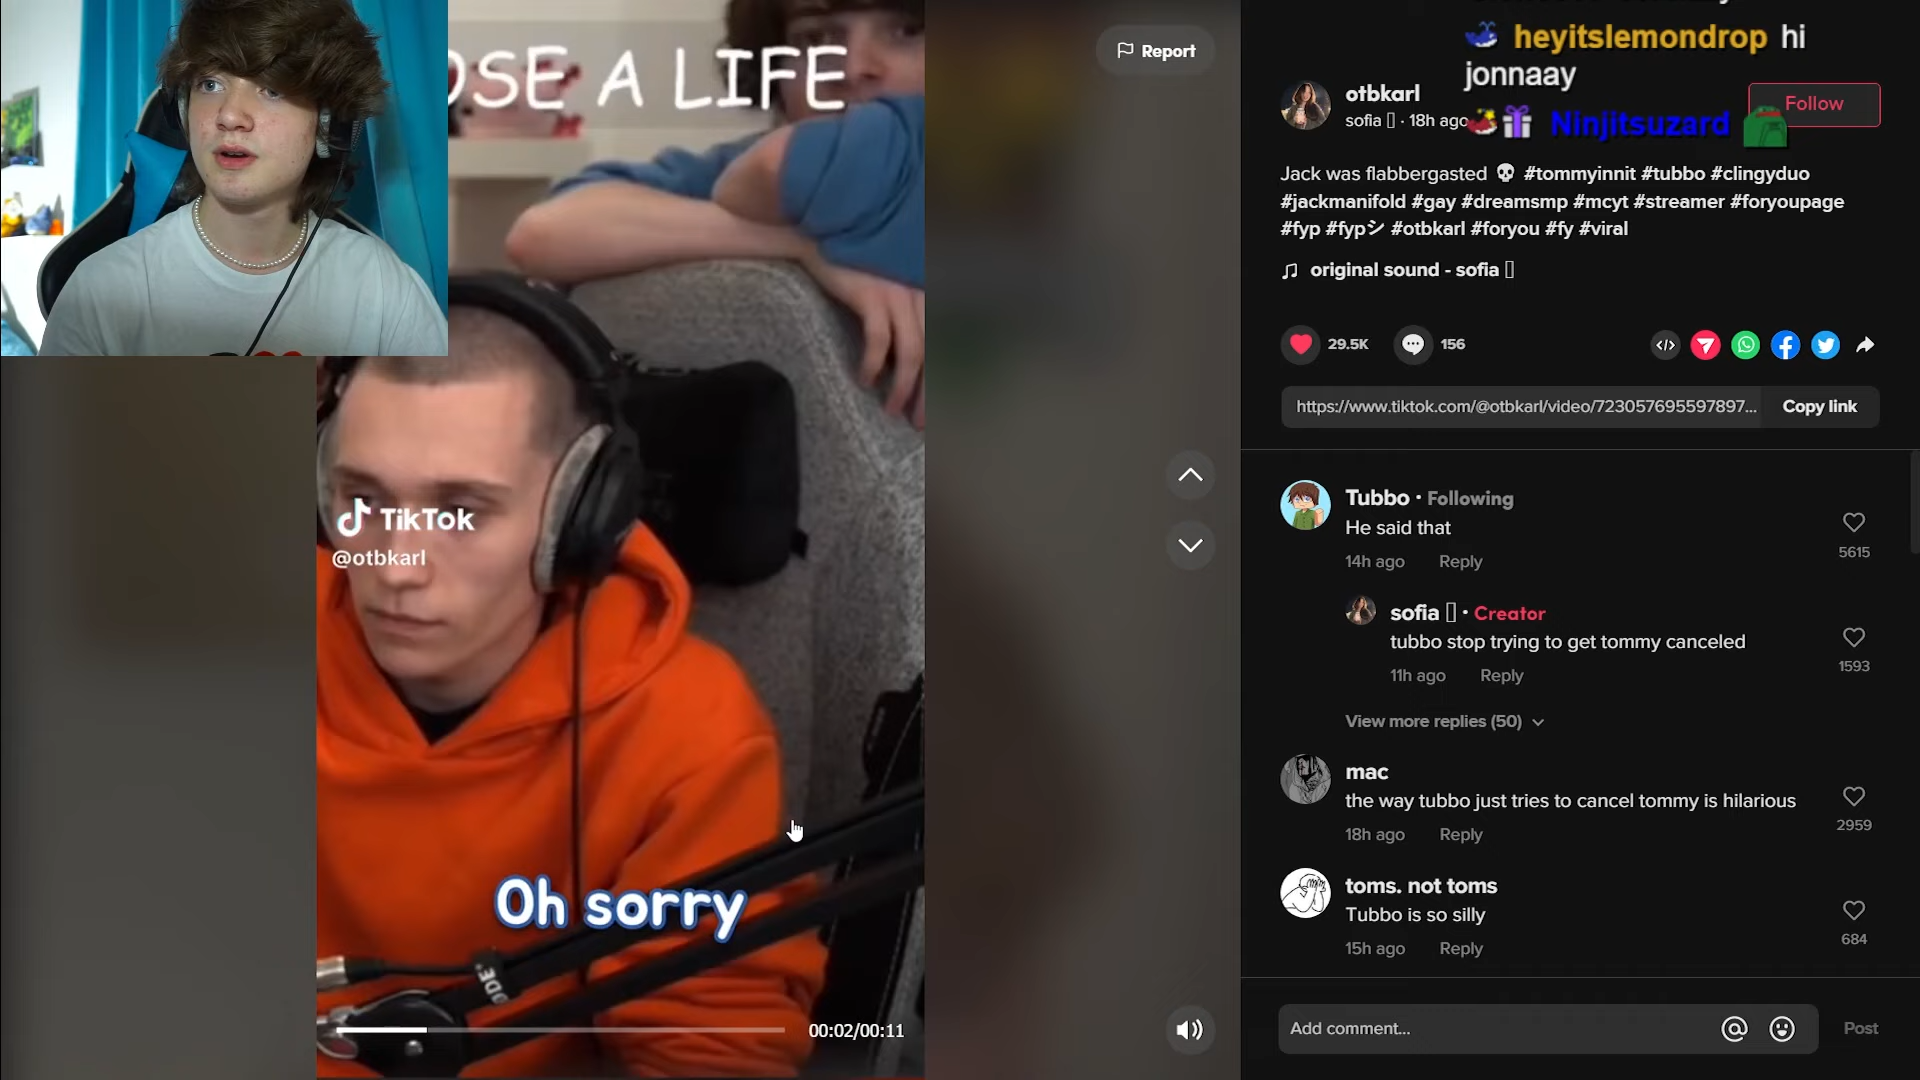 OSE A LIFE
TikTok
@otbkarl
Oh sorry
00:02/00:11
Report
heyitslemondrop hi
jonnaay
Ninjitsuzard
otbkarl
sofia · 18h ago
Follow
Jack was flabbergasted 💀 #tommyinnit #tubbo #clingyduo
#jackmanifold #gay #dreamsmp #mcyt #streamer #foryoupage
#fyp #fypシ #otbkarl #foryou #fy #viral
original sound - sofia
29.5K
156
https://www.tiktok.com/@otbkarl/video/723057695597897...
Copy link
Tubbo · Following
He said that
5615
14h ago Reply
sofia · Creator
tubbo stop trying to get tommy canceled
1593
11h ago Reply
View more replies (50)
mac
the way tubbo just tries to cancel tommy is hilarious
2959
18h ago Reply
toms. not toms
Tubbo is so silly
684
15h ago Reply
Add comment...
Post